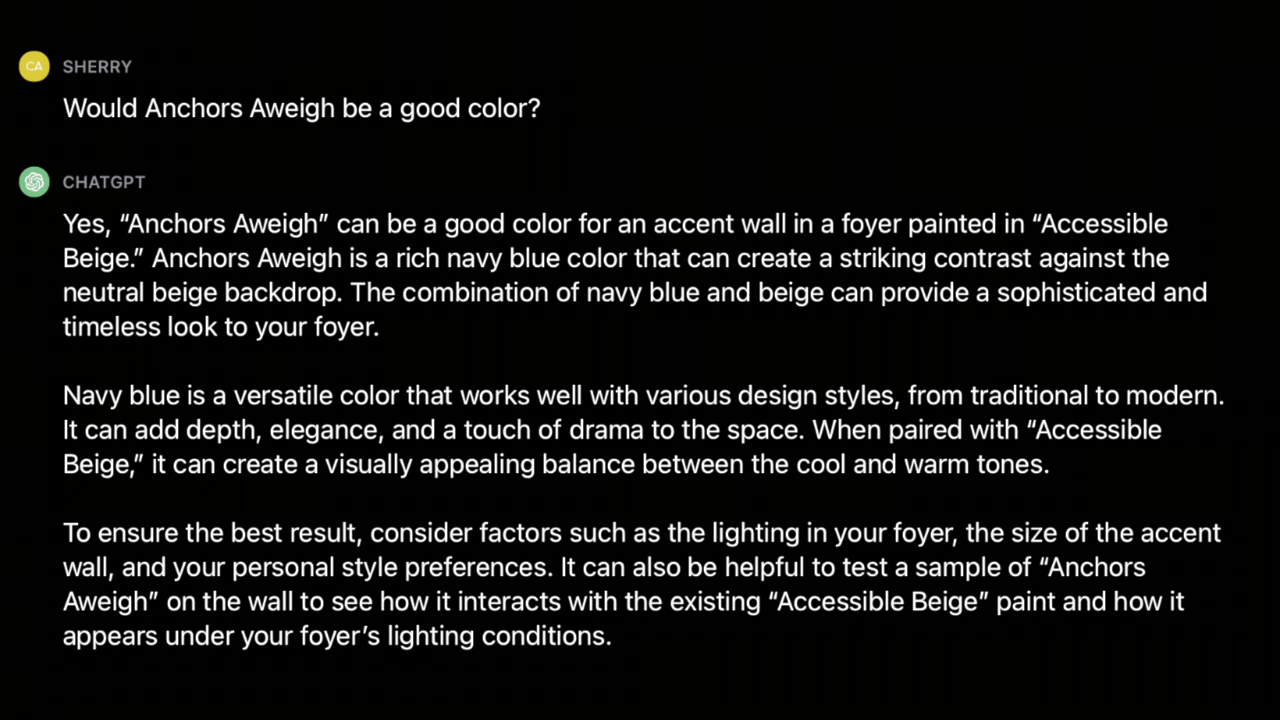 CA SHERRY
Would Anchors Aweigh be a good color?
CHATGPT
Yes, “Anchors Aweigh” can be a good color for an accent wall in a foyer painted in “Accessible
Beige.” Anchors Aweigh is a rich navy blue color that can create a striking contrast against the
neutral beige backdrop. The combination of navy blue and beige can provide a sophisticated and
timeless look to your foyer.
Navy blue is a versatile color that works well with various design styles, from traditional to modern.
It can add depth, elegance, and a touch of drama to the space. When paired with “Accessible
Beige,” it can create a visually appealing balance between the cool and warm tones.
To ensure the best result, consider factors such as the lighting in your foyer, the size of the accent
wall, and your personal style preferences. It can also be helpful to test a sample of “Anchors
Aweigh” on the wall to see how it interacts with the existing “Accessible Beige” paint and how it
appears under your foyer’s lighting conditions.